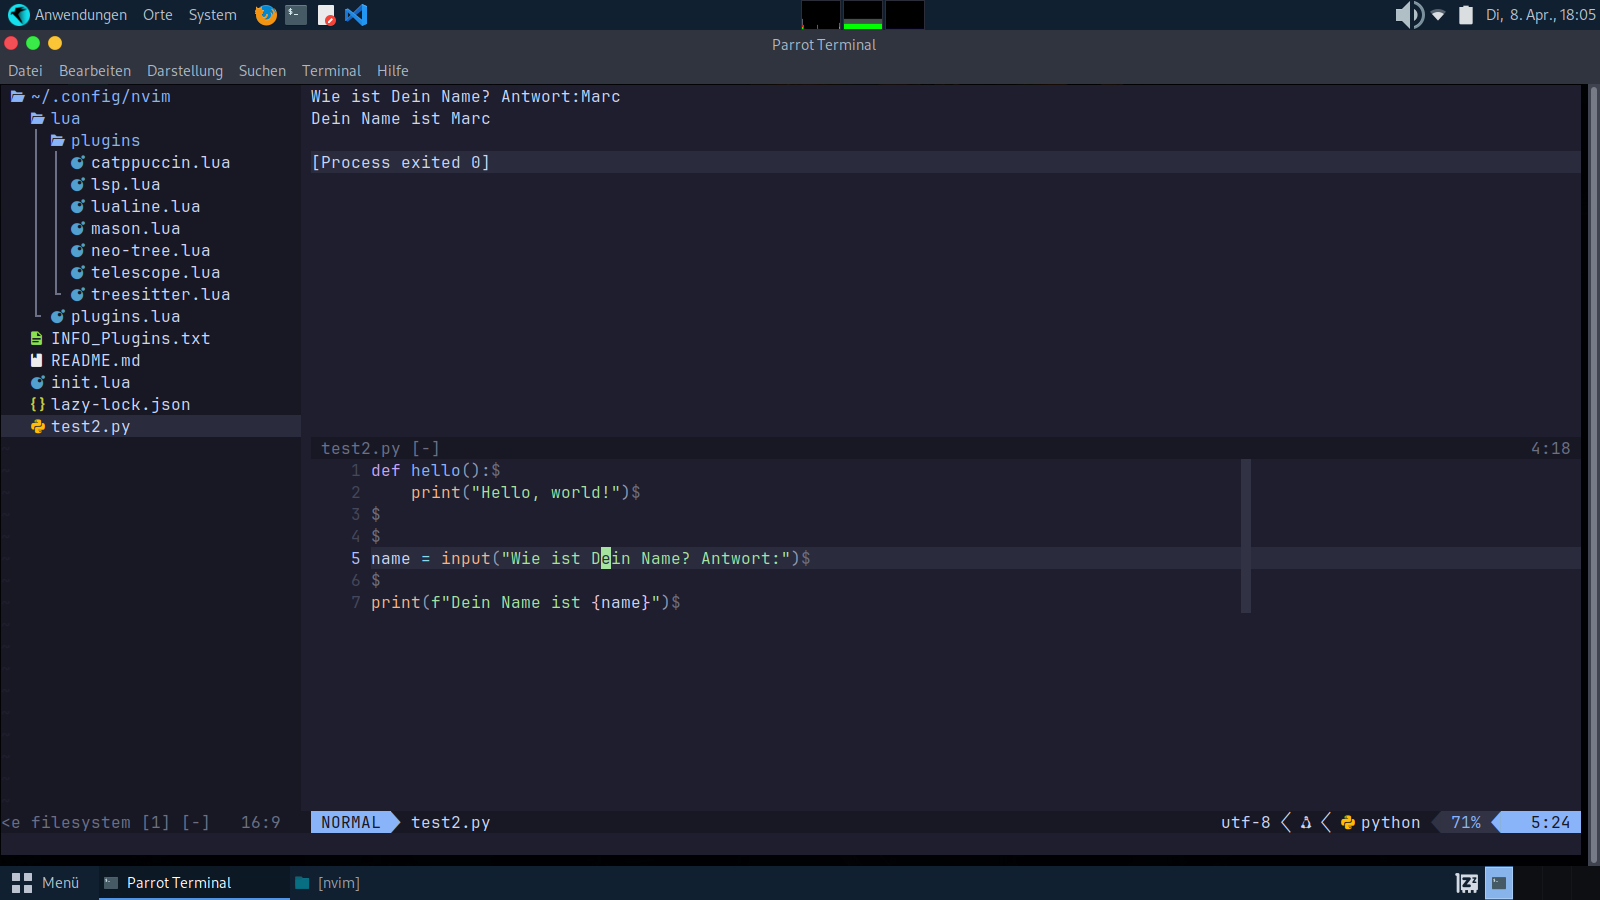 Anwendungen Orte System
Di, 8. Apr., 18:05
Parrot Terminal
Datei Bearbeiten Darstellung Suchen Terminal Hilfe
~/.config/nvim
lua
plugins
catppuccin.lua
lsp.lua
lualine.lua
mason.lua
neo-tree.lua
telescope.lua
treesitter.lua
plugins.lua
INFO_Plugins.txt
README.md
init.lua
lazy-lock.json
test2.py
<e filesystem [1] [-] 16:9
Wie ist Dein Name? Antwort:Marc
Dein Name ist Marc
[Process exited 0]
test2.py [-] 4:18
1 def hello():$
2     print("Hello, world!")$
3 $
4 $
5 name = input("Wie ist Dein Name? Antwort:")$
6 $
7 print(f"Dein Name ist {name}")$
NORMAL test2.py utf-8 python 71% 5:24
Menü Parrot Terminal [nvim]